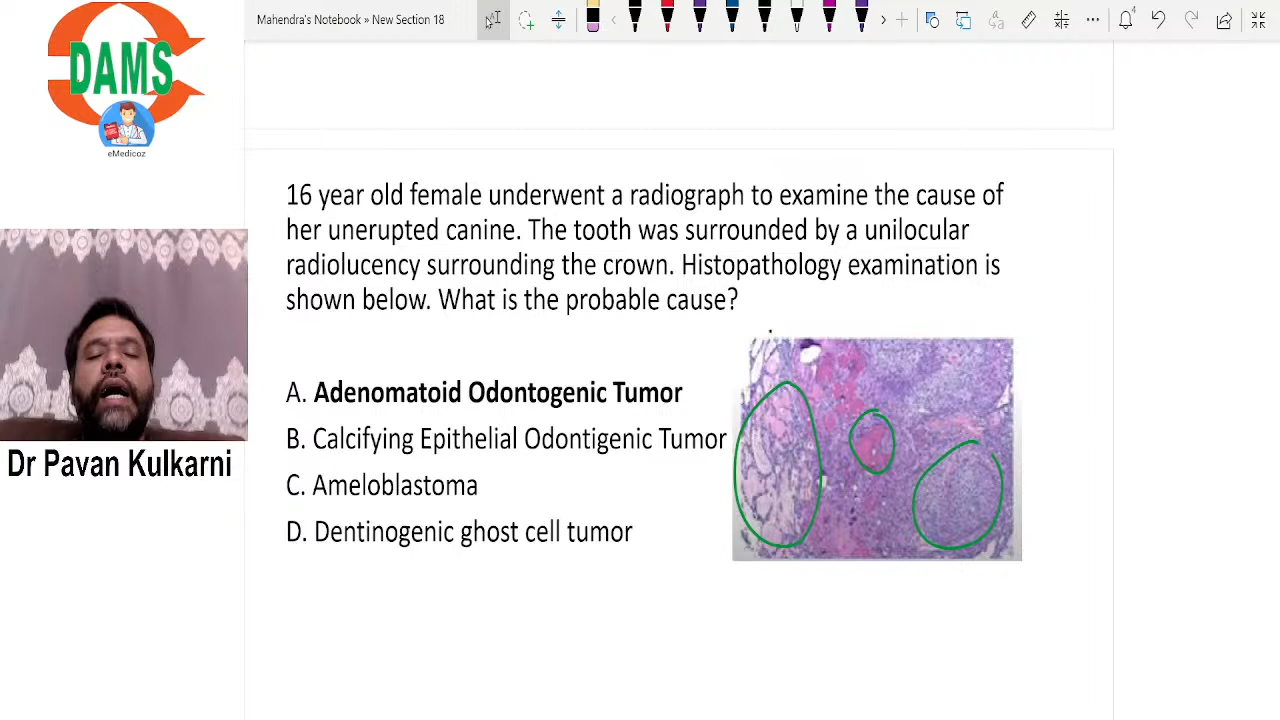 Mahendra's Notebook » New Section 18
DAMS
eMedicoz
16 year old female underwent a radiograph to examine the cause of
her unerupted canine. The tooth was surrounded by a unilocular
radiolucency surrounding the crown. Histopathology examination is
shown below. What is the probable cause?
A. Adenomatoid Odontogenic Tumor
B. Calcifying Epithelial Odontigenic Tumor
C. Ameloblastoma
D. Dentinogenic ghost cell tumor
Dr Pavan Kulkarni